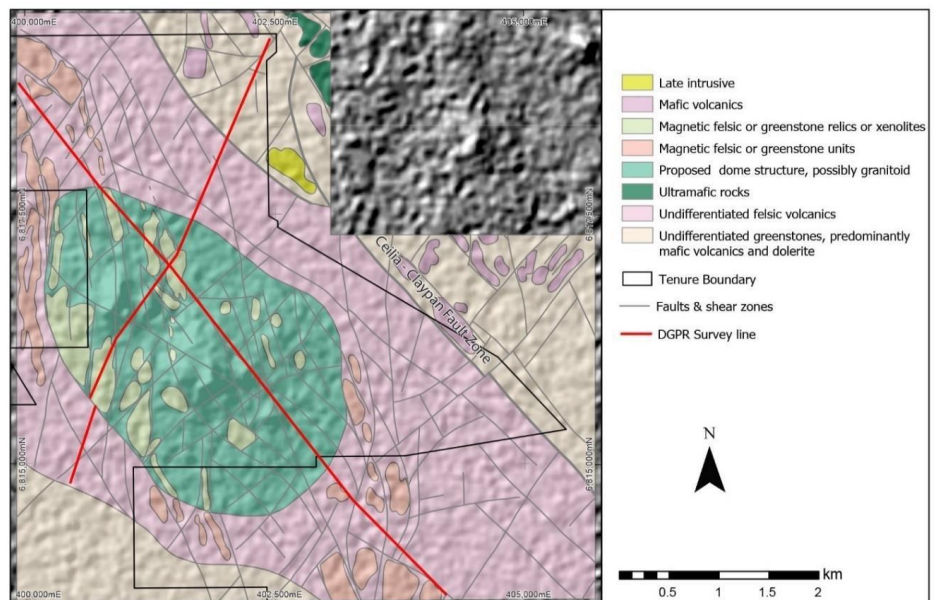 400.000mE
402.500mE
405.000mE
6.817.500mN
6.817.500mN
Ceilia - Claypan Fault Zone
6.815.000mN
6.815.000mN
400.000mE
402.500mE
405.000mE
Late intrusive
Mafic volcanics
Magnetic felsic or greenstone relics or xenolites
Magnetic felsic or greenstone units
Proposed dome structure, possibly granitoid
Ultramafic rocks
Undifferentiated felsic volcanics
Undifferentiated greenstones, predominantly
mafic volcanics and dolerite
Tenure Boundary
Faults & shear zones
DGPR Survey line
N
km
0.5 1 1.5 2